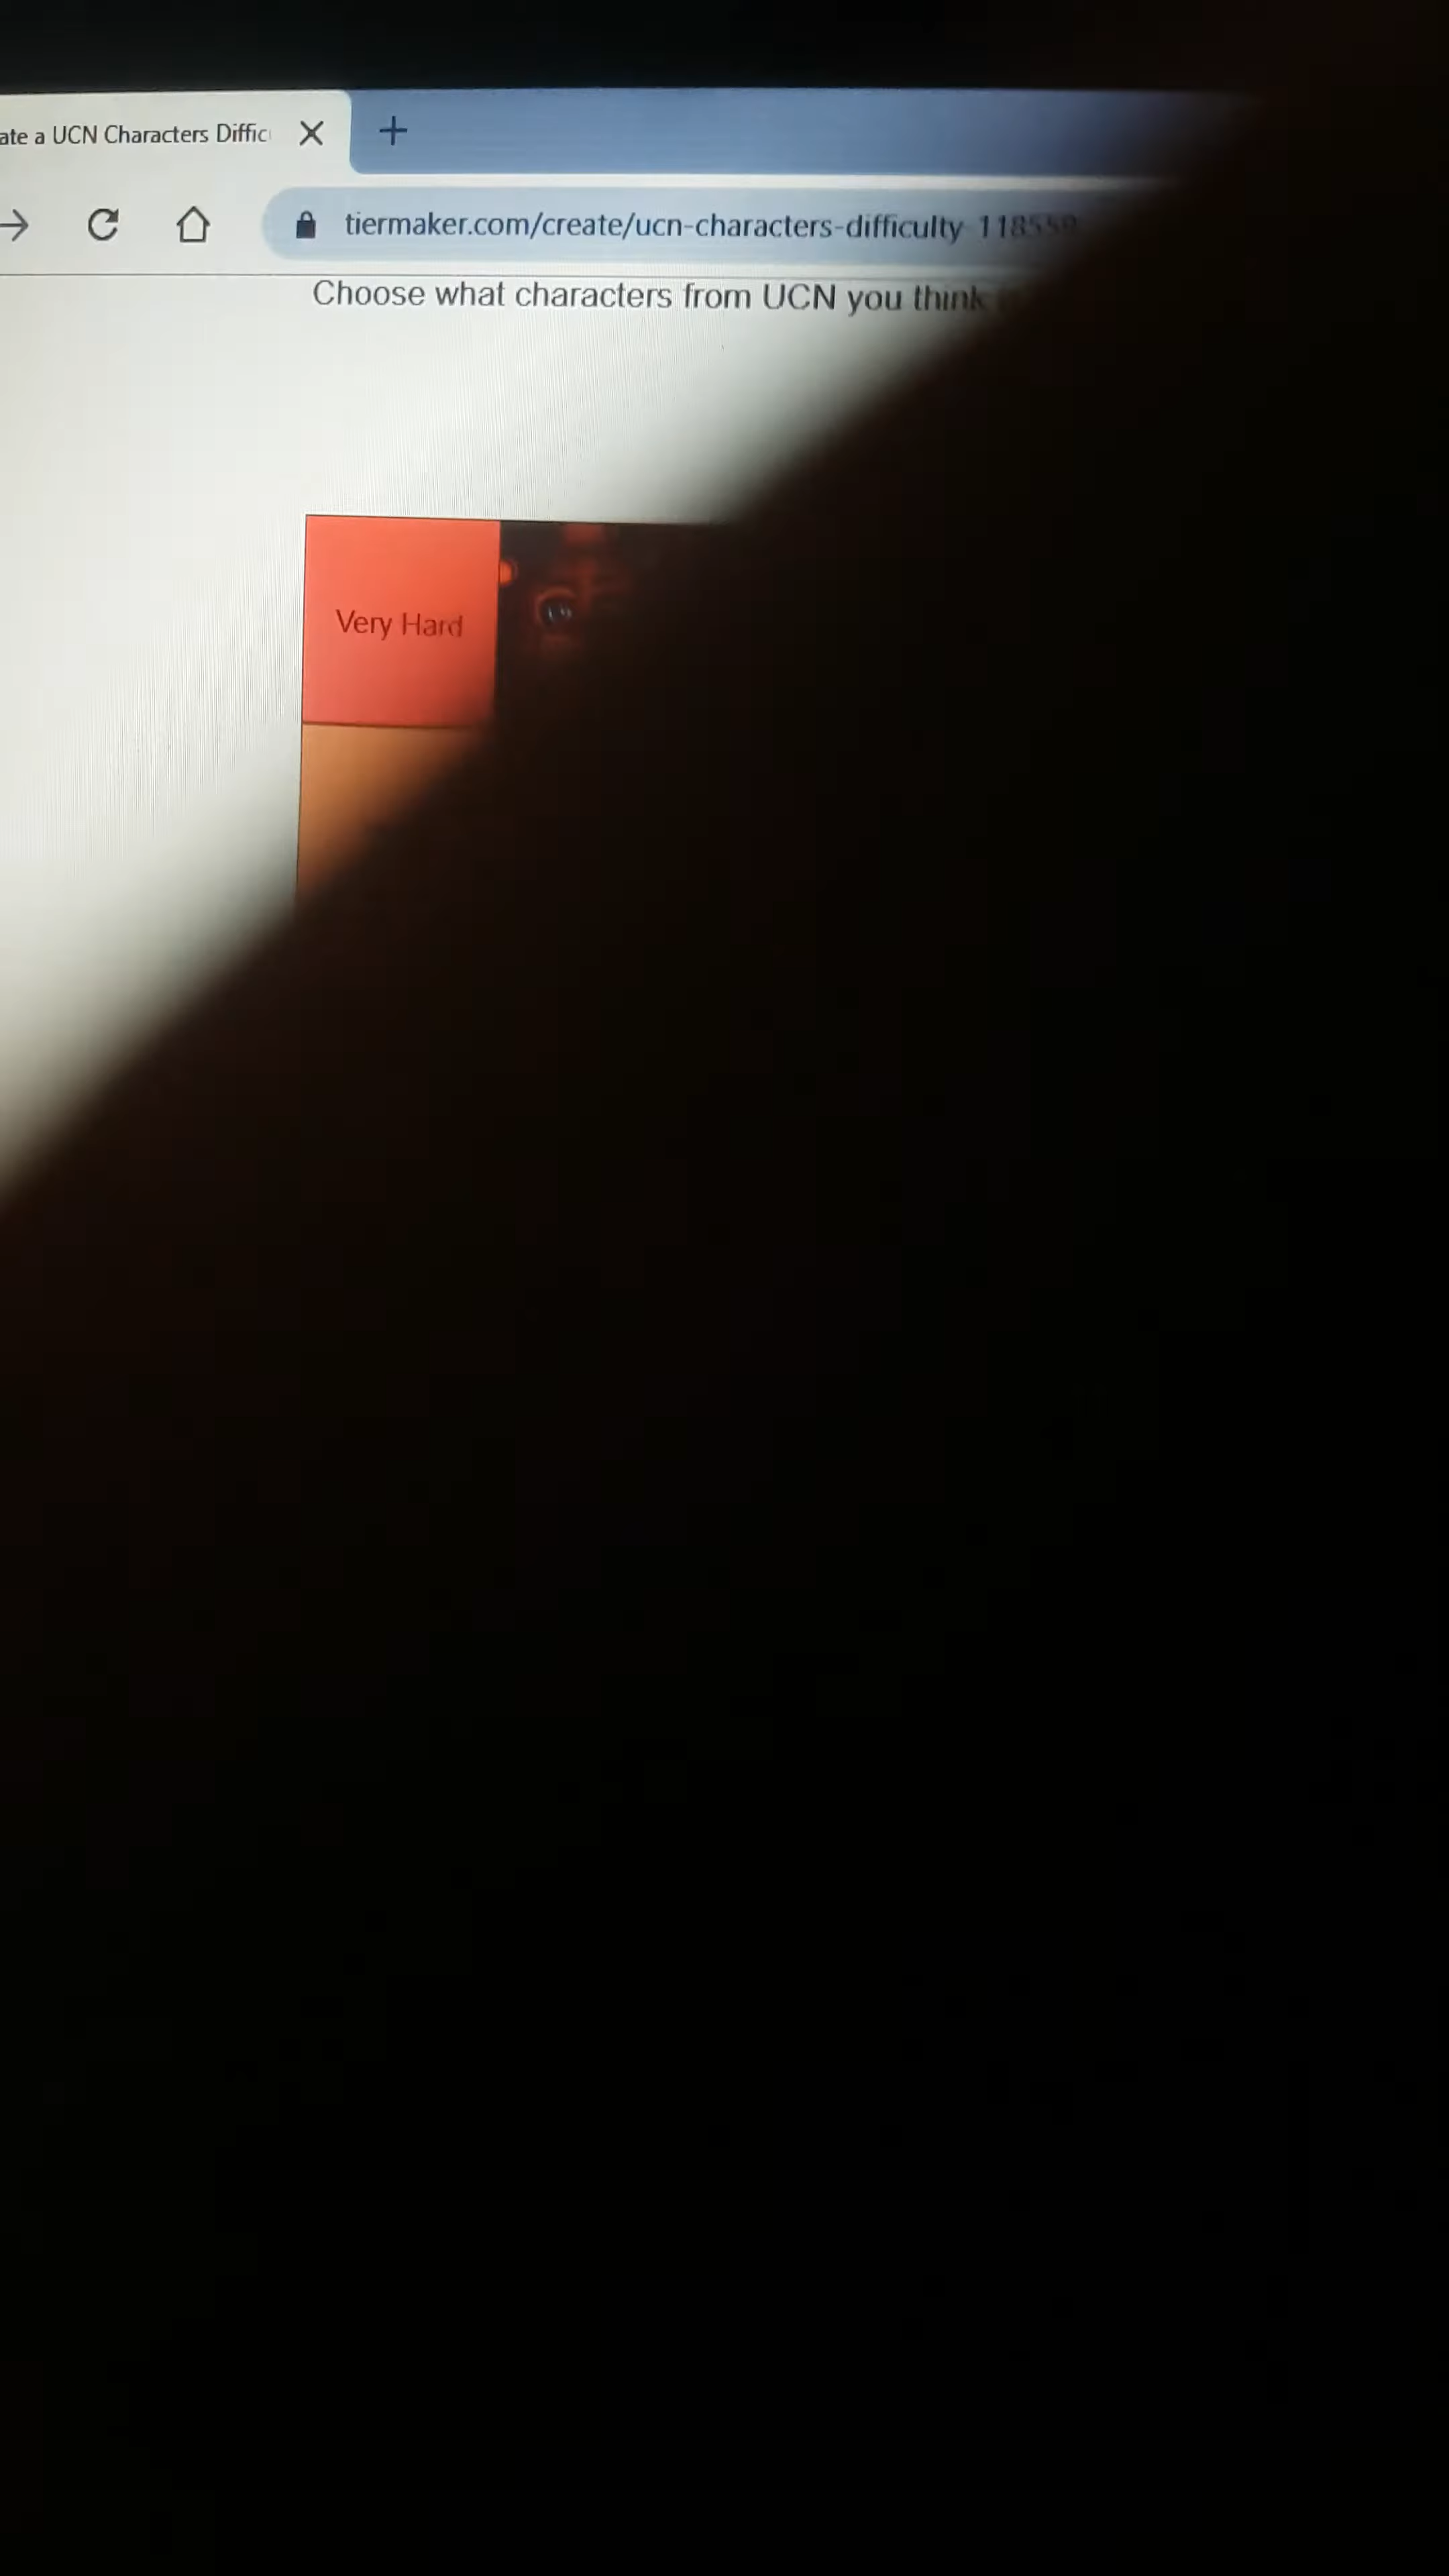 ate a UCN Characters Diffic
tiermaker.com/create/ucn-characters-difficulty-118559
Choose what characters from UCN you think
Very Hard